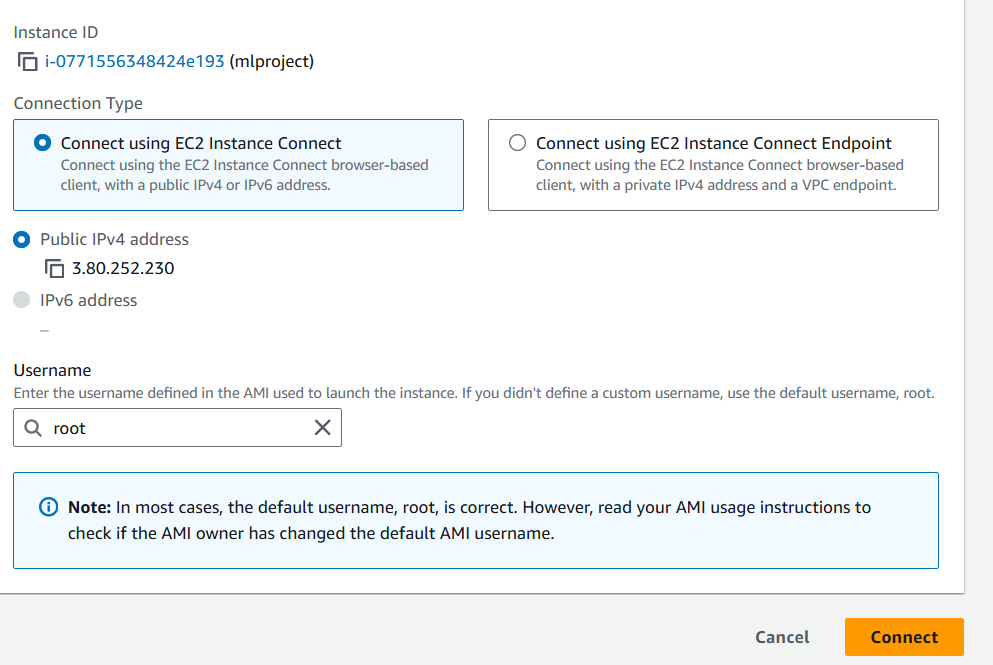 Instance ID
i-0771556348424e193 (mlproject)
Connection Type
Connect using EC2 Instance Connect
Connect using the EC2 Instance Connect browser-based
client, with a public IPv4 or IPv6 address.
Connect using EC2 Instance Connect Endpoint
Connect using the EC2 Instance Connect browser-based
client, with a private IPv4 address and a VPC endpoint.
Public IPv4 address
3.80.252.230
IPv6 address
–
Username
Enter the username defined in the AMI used to launch the instance. If you didn't define a custom username, use the default username, root.
root
Note: In most cases, the default username, root, is correct. However, read your AMI usage instructions to
check if the AMI owner has changed the default AMI username.
Cancel
Connect